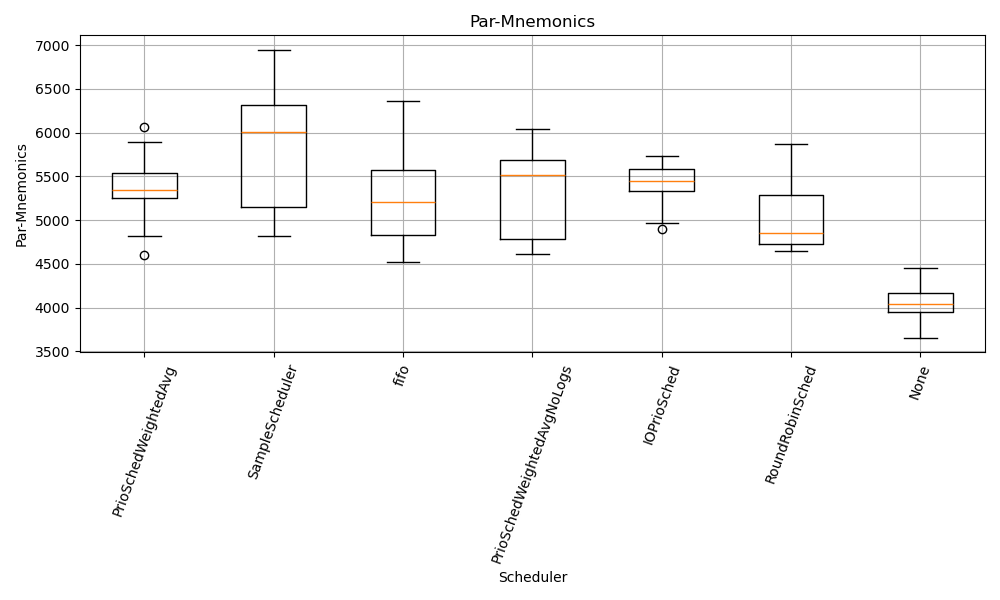 Par-Mnemonics
Par-Mnemonics
7000
6500
6000
5500
5000
4500
4000
3500
PrioSchedWeightedAvg
SampleScheduler
fifo
PrioSchedWeightedAvgNoLogs
IOPrioSched
RoundRobinSched
None
Scheduler